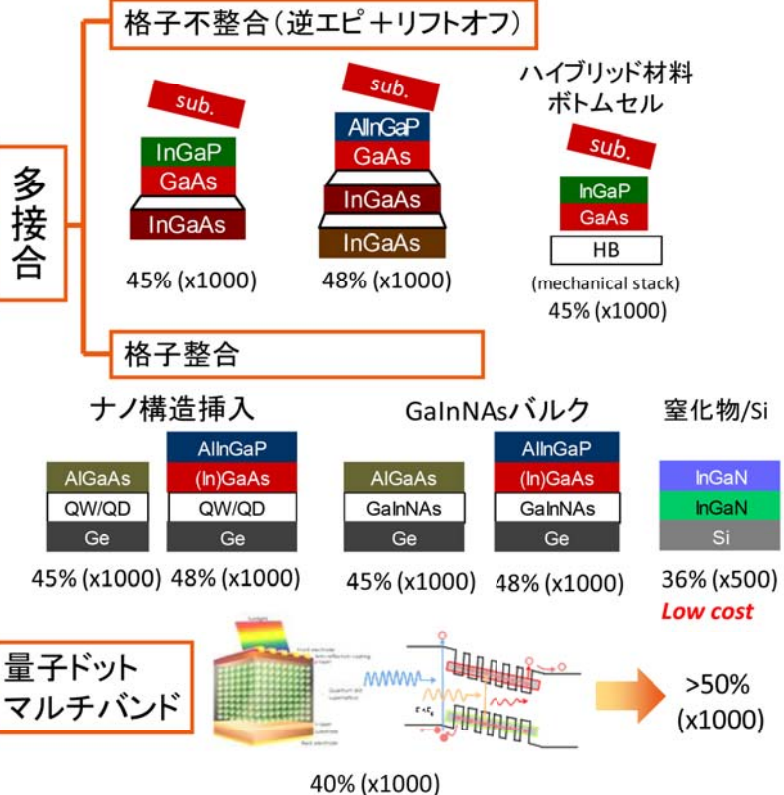 格子不整合(逆エピ+リフトオフ)
sub.
InGaP
GaAs
InGaAs
45% (x1000)
sub.
AlInGaP
GaAs
InGaAs
InGaAs
48% (x1000)
ハイブリッド材料
ボトムセル
sub.
InGaP
GaAs
HB
(mechanical stack)
45% (x1000)
多接合
格子整合
ナノ構造挿入
AlGaAs
QW/QD
Ge
45% (x1000)
AlInGaP
(In)GaAs
QW/QD
Ge
48% (x1000)
GaInNAsバルク
AlGaAs
GaInNAs
Ge
45% (x1000)
AlInGaP
(In)GaAs
GaInNAs
Ge
48% (x1000)
窒化物/Si
InGaN
InGaN
Si
36% (x500)
Low cost
量子ドット
マルチバンド
40% (x1000)
>50%
(x1000)